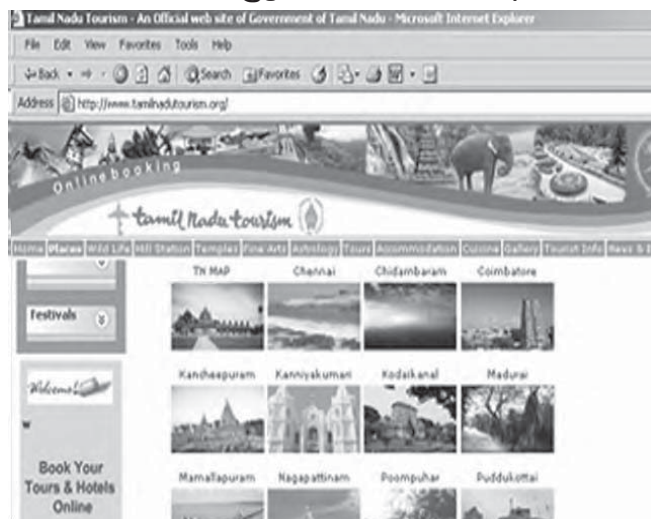 Tamil Nadu Tourism - An Official web site of Government of Tamil Nadu - Microsoft Internet Explorer
File Edit View Favorites Tools Help
Back Search Favorites
Address http://www.tamilnadutourism.org/
Online booking
tamil nadu tourism
Home Places Wild Life Hill Station Temples Fine Arts Astrology Tours Accommodation Cuisine Gallery Tourist Info News &
TN MAP Chennai Chidambaram Coimbatore
Festivals
Kancheepuram Kanniyakumari Kodaikanal Madurai
Welcome!
W
Book Your
Tours & Hotels
Online
Mamallapuram Nagapattinam Poompuhar Puddukottai